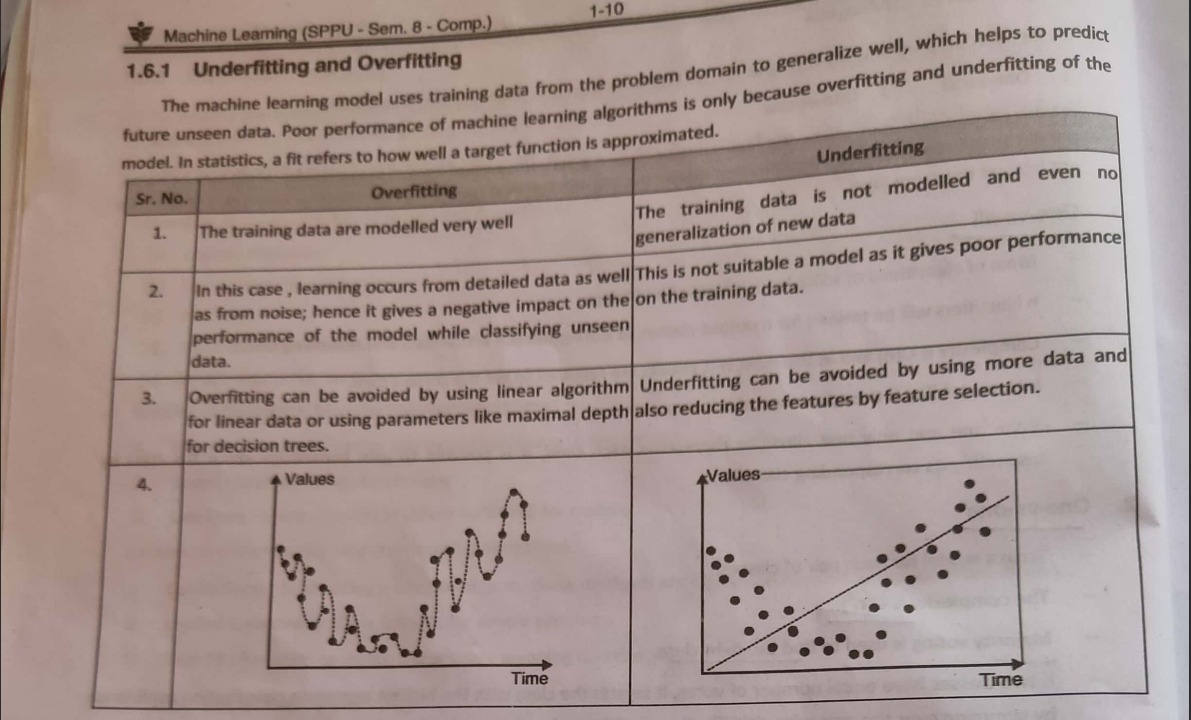 Machine Learning (SPPU - Sem. 8 - Comp.)
1-10
1.6.1 Underfitting and Overfitting
The machine learning model uses training data from the problem domain to generalize well, which helps to predict
future unseen data. Poor performance of machine learning algorithms is only because overfitting and underfitting of the
model. In statistics, a fit refers to how well a target function is approximated.
Sr. No.
Overfitting
Underfitting
1.
The training data are modelled very well
The training data is not modelled and even no
generalization of new data
2.
In this case , learning occurs from detailed data as well
as from noise; hence it gives a negative impact on the
performance of the model while classifying unseen
data.
This is not suitable a model as it gives poor performance
on the training data.
3.
Overfitting can be avoided by using linear algorithm
for linear data or using parameters like maximal depth
for decision trees.
Underfitting can be avoided by using more data and
also reducing the features by feature selection.
4.
Values
Time
Values
Time